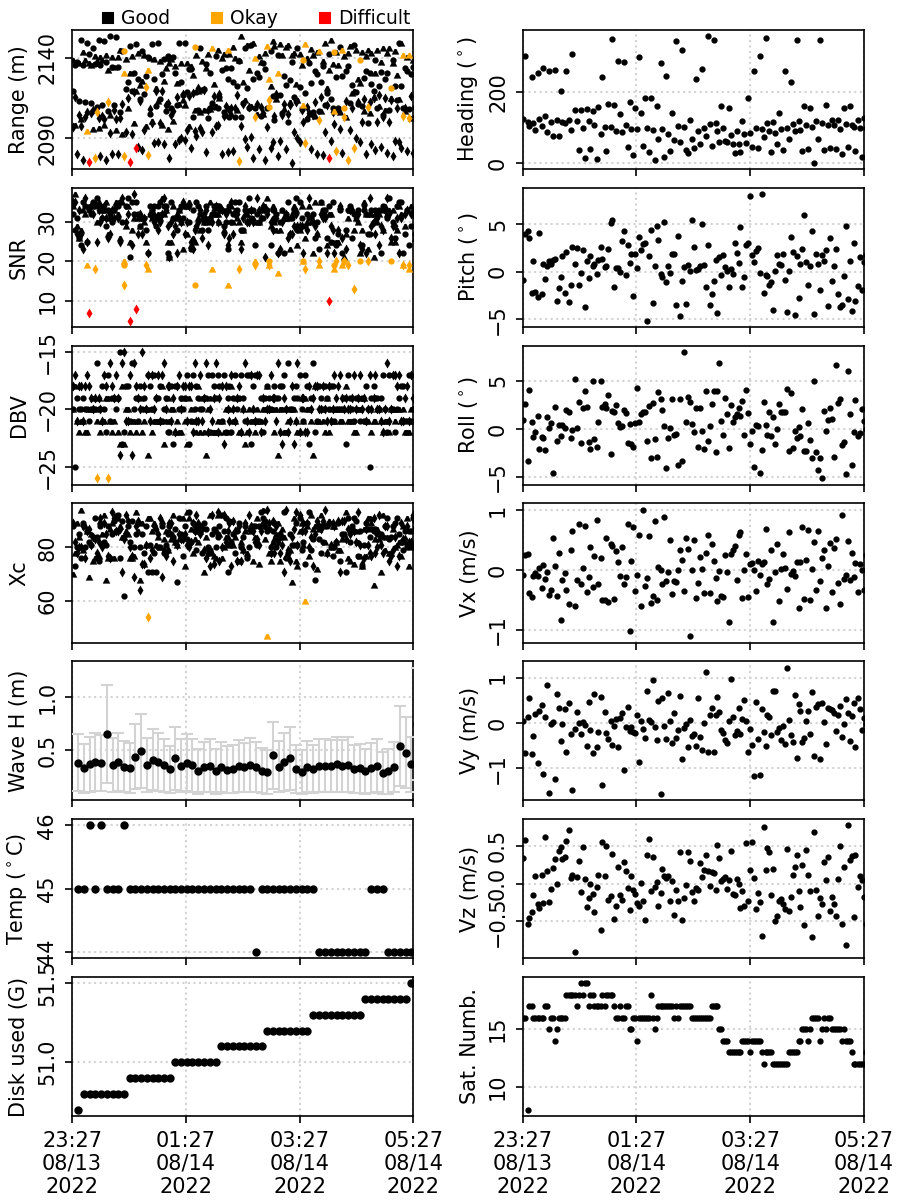 Good Okay Difficult
Range (m)
2140
2090
Heading (°)
200
0
SNR
30
20
10
Pitch (°)
5
0
−5
DBV
−15
−20
−25
Roll (°)
5
0
−5
Xc
80
60
Vx (m/s)
1
0
−1
Wave H (m)
1.0
0.5
Vy (m/s)
1
0
−1
Temp (°C)
46
45
44
Vz (m/s)
0.5
0.0
−0.5
Disk used (G)
51.5
51.0
Sat. Numb.
15
10
23:27 01:27 03:27 05:27 23:27 01:27 03:27 05:27
08/13 08/14 08/14 08/14 08/13 08/14 08/14 08/14
2022 2022 2022 2022 2022 2022 2022 2022